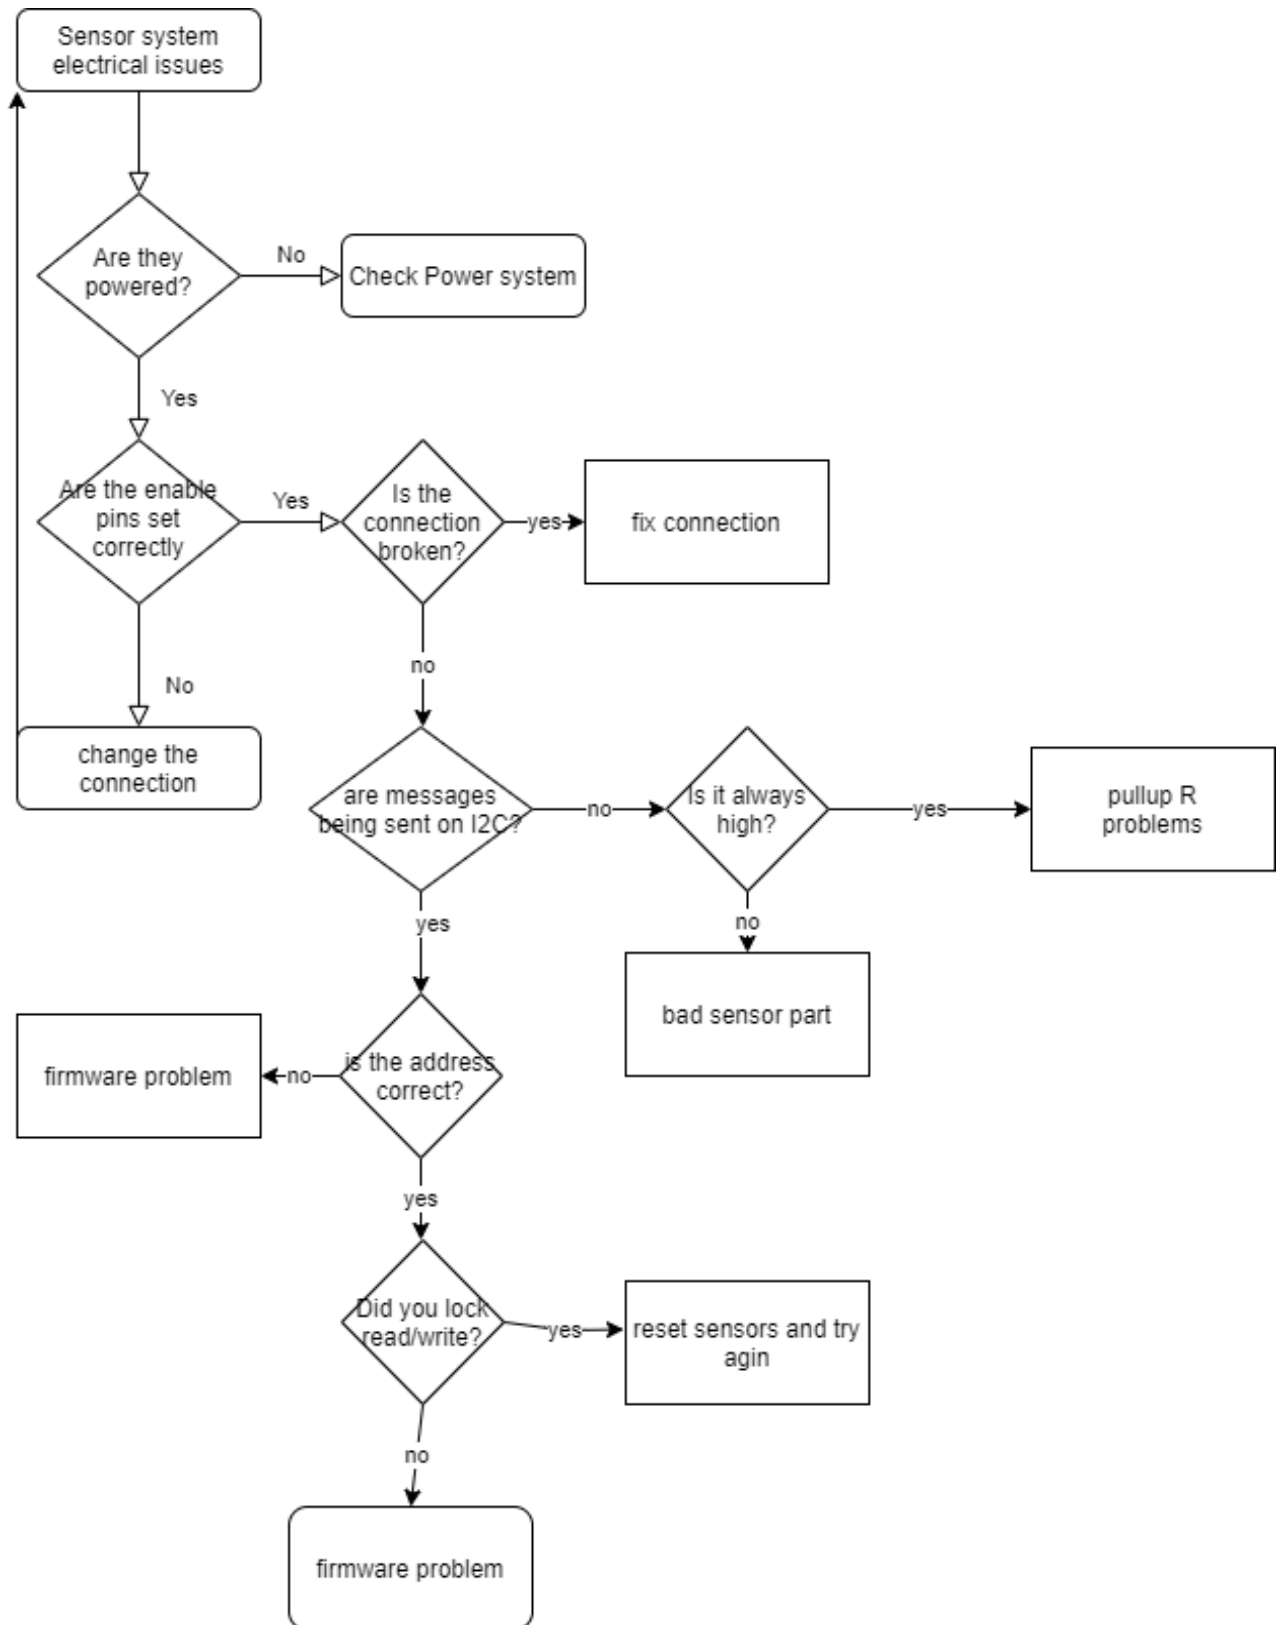 Sensor system
electrical issues
Are they
powered?
No
Check Power system
Yes
Are the enable
pins set
correctly
Yes
Is the
connection
broken?
yes
fix connection
no
No
change the
connection
are messages
being sent on I2C?
no
Is it always
high?
yes
pullup R
problems
yes
no
bad sensor part
firmware problem
no
is the address
correct?
yes
Did you lock
read/write?
yes
reset sensors and try
agin
no
firmware problem